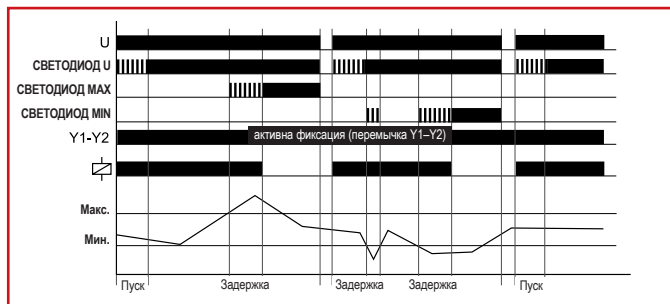 U
СВЕТОДИОД U
СВЕТОДИОД MAX
СВЕТОДИОД MIN
Y1-Y2
активна фиксация (перемычка Y1–Y2)
Макс.
Мин.
Пуск Задержка Задержка Задержка Пуск